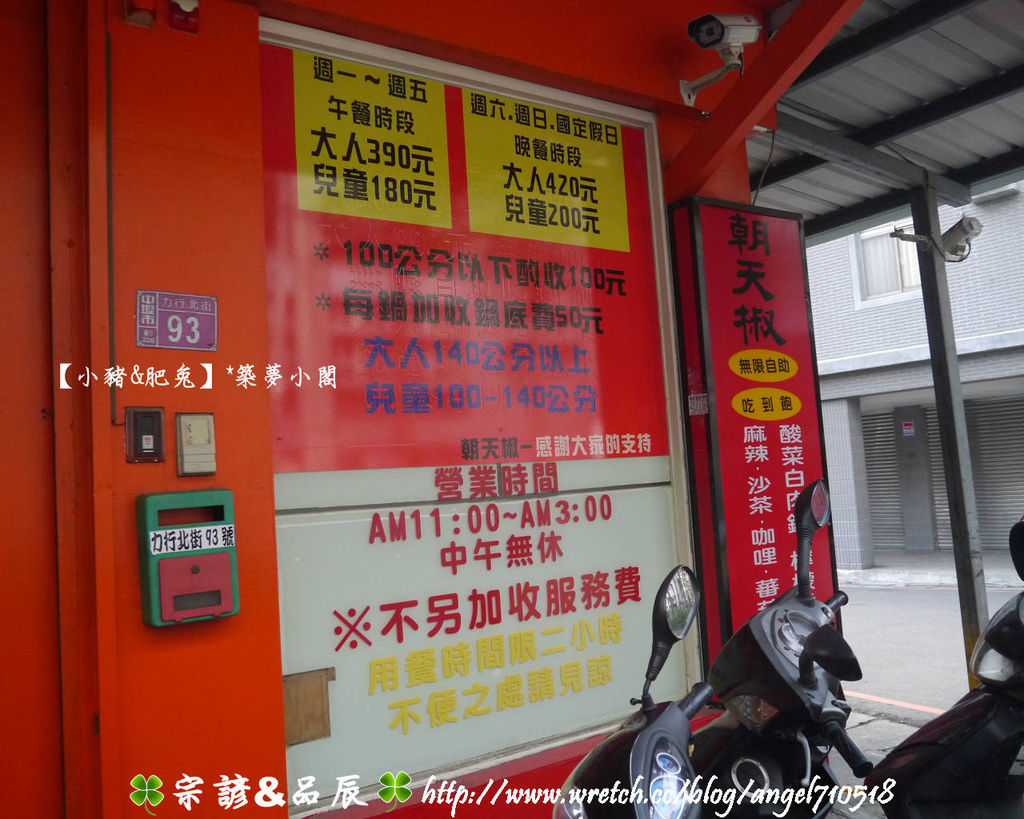 週一～週五
午餐時段
大人390元
兒童180元
週六.週日.國定假日
晚餐時段
大人420元
兒童200元
* 100公分以下酌收100元
* 每鍋加收鍋底費50元
大人140公分以上
兒童100-140公分
朝天椒-感謝大家的支持
營業時間
AM11:00~AM3:00
中午無休
※不另加收服務費
用餐時間限二小時
不便之處請見諒
朝天椒
無限自助
吃到飽
酸菜白肉鍋
麻辣.沙茶.咖哩.蕃
中壢市
力行北街
93
力行北街93號
【小豬&肥兔】*築夢小閣
宗諺&品辰
http://www.wretch.cc/blog/angel710518